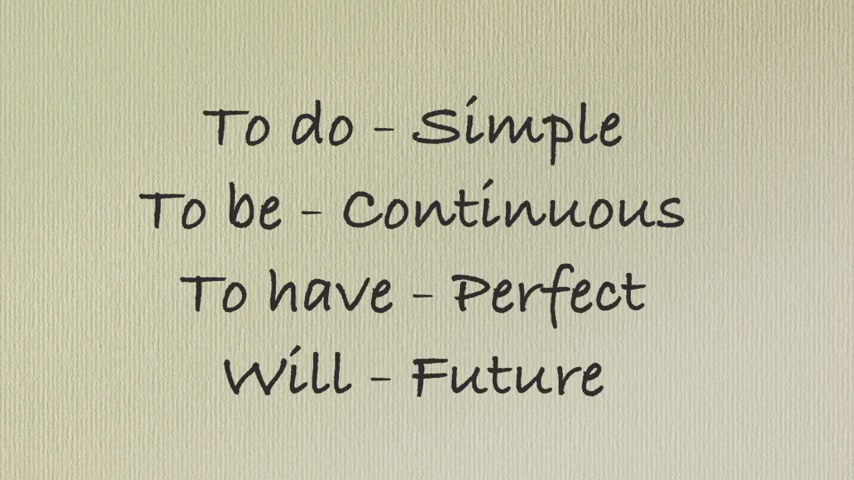 To do - Simple
To be - Continuous
To have - Perfect
Will - Future